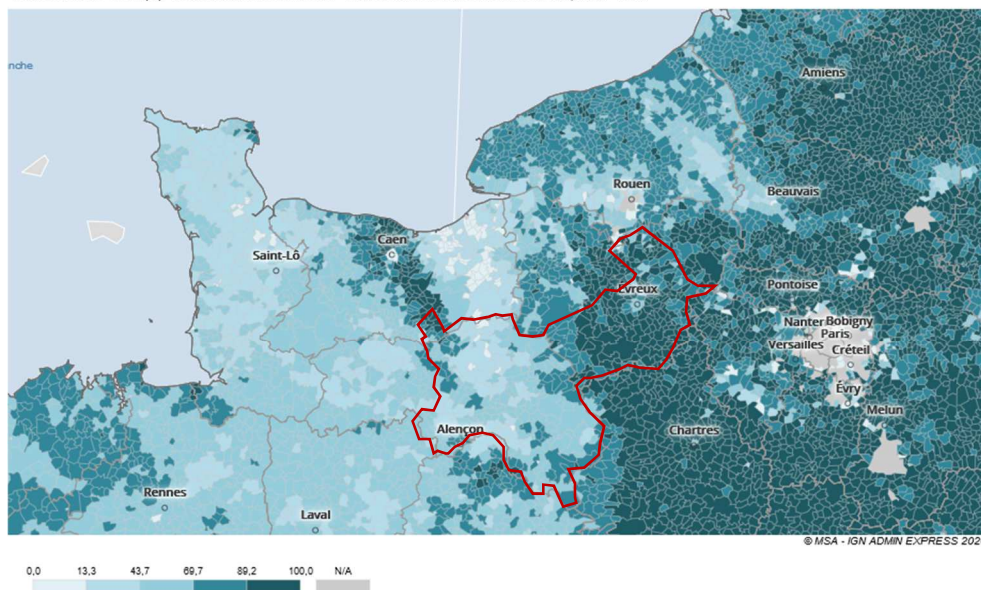 nche
Amiens
Rouen
Beauvais
Caen
Saint-Lô
Évreux
Pontoise
Nanter Bobigny
Paris
Versailles
Créteil
Évry
Melun
Alençon
Chartres
Rennes
Laval
© MSA - IGN ADMIN EXPRESS 202
0,0 13,3 43,7 69,7 89,2 100,0 N/A